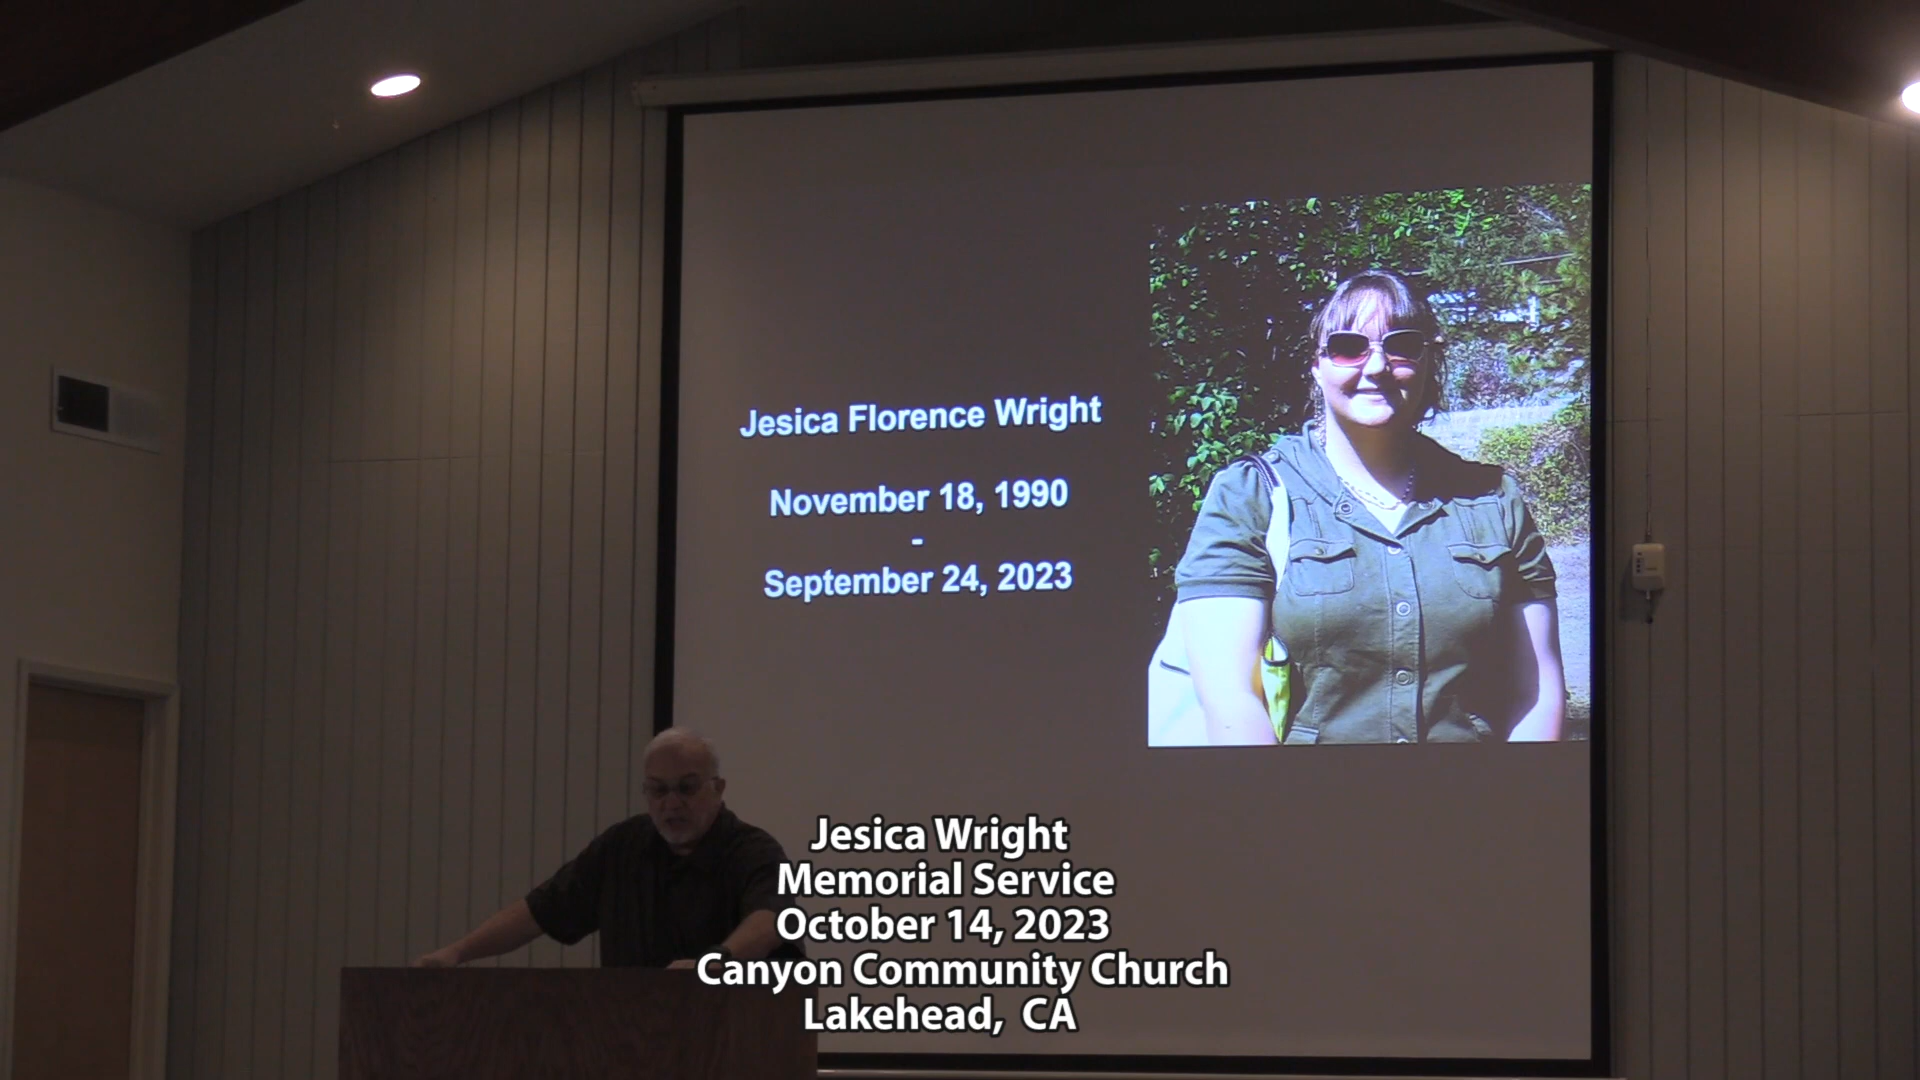 Jesica Florence Wright
November 18, 1990
-
September 24, 2023
Jesica Wright
Memorial Service
October 14, 2023
Canyon Community Church
Lakehead, CA